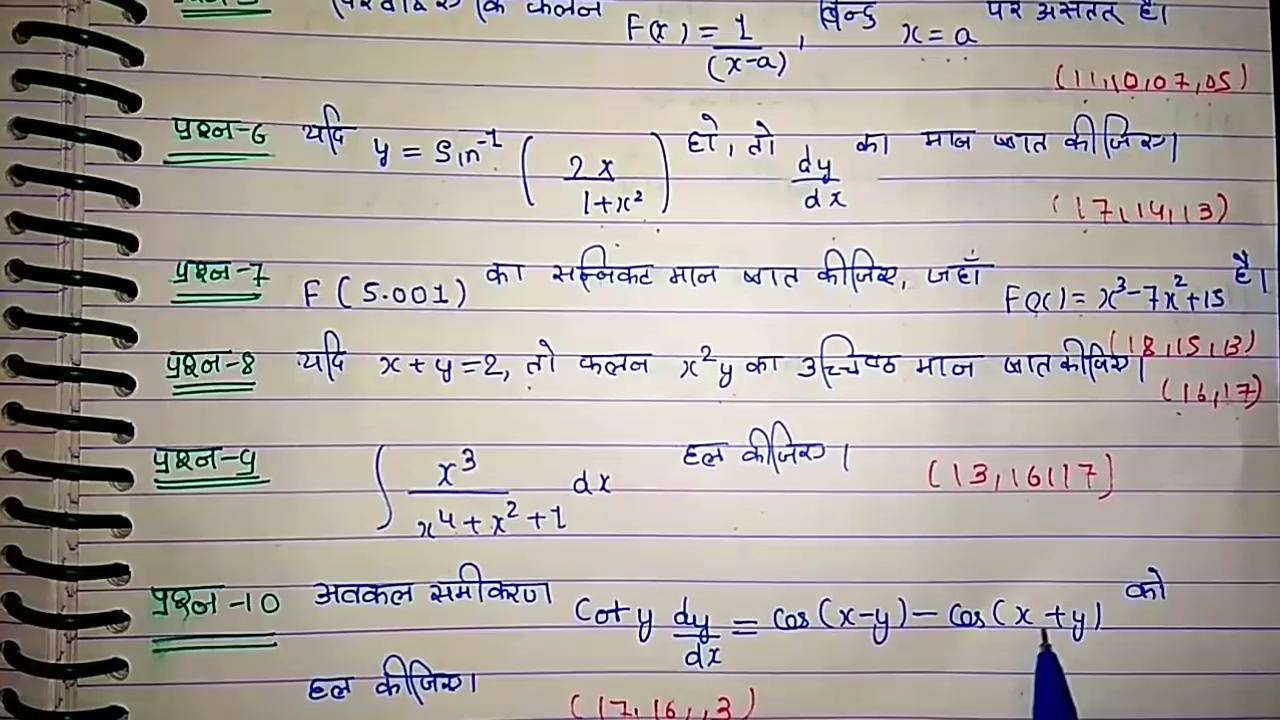 कि फलन F(x) = 1/(x-a), बिन्दु x = a पर असतत है।
(11,10,07,05)
प्रश्न-6 यदि y = Sin⁻¹ (2x/1+x²) हो, तो dy/dx का मान ज्ञात कीजिए।
(17,14,13)
प्रश्न-7 F(5.001) का सन्निकट मान ज्ञात कीजिए, जहाँ F(x) = x³-7x²+15 है।
(18,15,13)
प्रश्न-8 यदि x+y=2, तो फलन x²y का उच्चिष्ठ मान ज्ञात कीजिए।
(16,17)
प्रश्न-9 ∫ x³/x⁴+x²+1 dx हल कीजिए।
(13,16,17)
प्रश्न-10 अवकल समीकरण Cot y dy/dx = cos(x-y) - cos(x+y) को
हल कीजिए।
(17,16,,3)